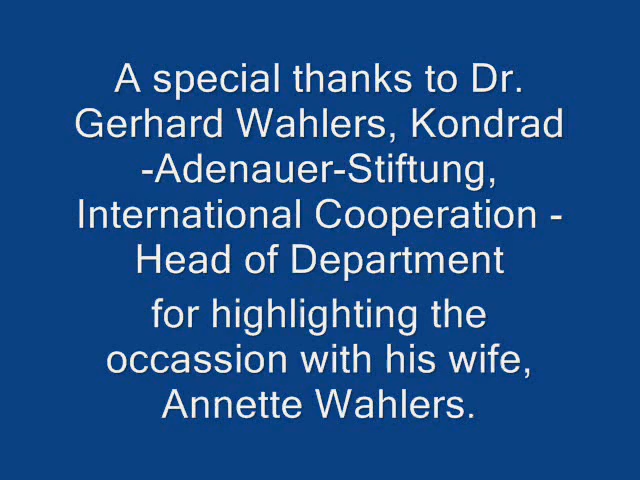 A special thanks to Dr.
Gerhard Wahlers, Kondrad
-Adenauer-Stiftung,
International Cooperation -
Head of Department
for highlighting the
occassion with his wife,
Annette Wahlers.